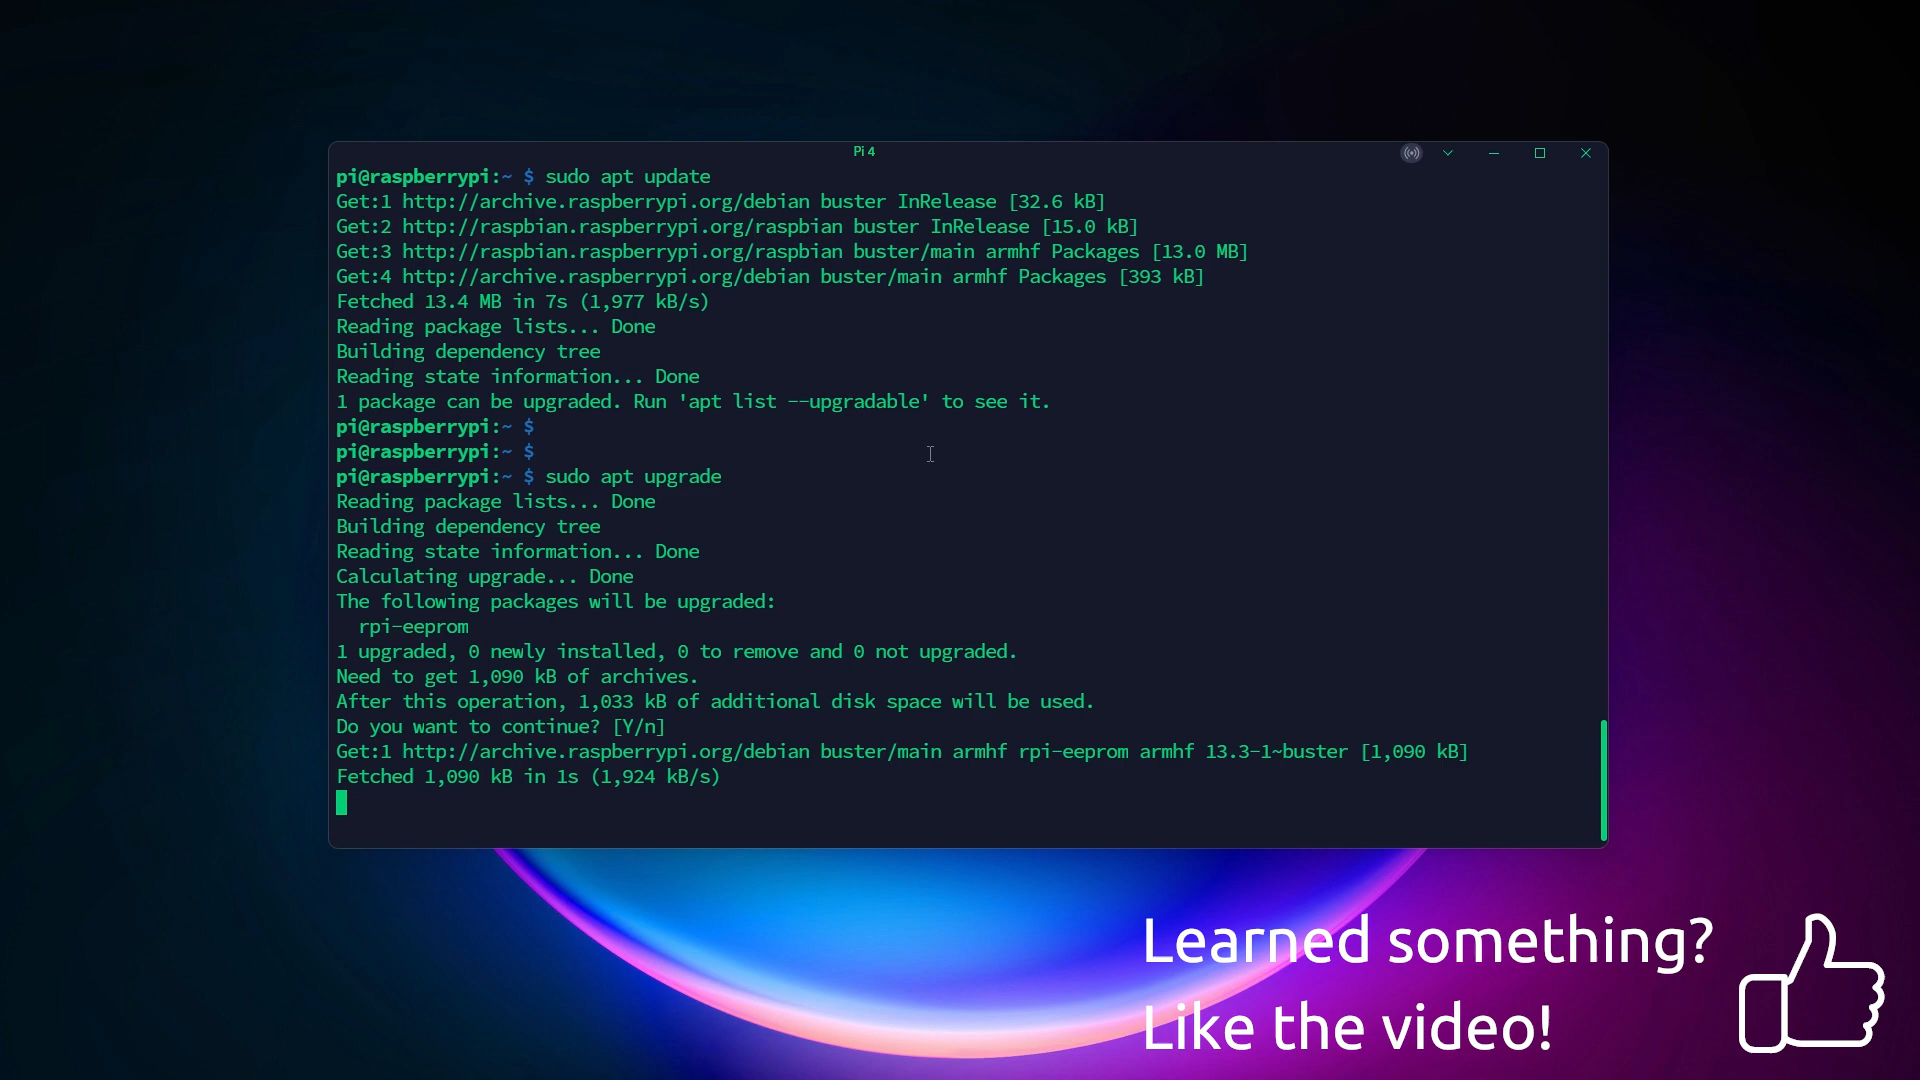 Pi 4
pi@raspberrypi:~ $ sudo apt update
Get:1 http://archive.raspberrypi.org/debian buster InRelease [32.6 kB]
Get:2 http://raspbian.raspberrypi.org/raspbian buster InRelease [15.0 kB]
Get:3 http://raspbian.raspberrypi.org/raspbian buster/main armhf Packages [13.0 MB]
Get:4 http://archive.raspberrypi.org/debian buster/main armhf Packages [393 kB]
Fetched 13.4 MB in 7s (1,977 kB/s)
Reading package lists... Done
Building dependency tree
Reading state information... Done
1 package can be upgraded. Run 'apt list --upgradable' to see it.
pi@raspberrypi:~ $
pi@raspberrypi:~ $
pi@raspberrypi:~ $ sudo apt upgrade
Reading package lists... Done
Building dependency tree
Reading state information... Done
Calculating upgrade... Done
The following packages will be upgraded:
  rpi-eeprom
1 upgraded, 0 newly installed, 0 to remove and 0 not upgraded.
Need to get 1,090 kB of archives.
After this operation, 1,033 kB of additional disk space will be used.
Do you want to continue? [Y/n]
Get:1 http://archive.raspberrypi.org/debian buster/main armhf rpi-eeprom armhf 13.3-1~buster [1,090 kB]
Fetched 1,090 kB in 1s (1,924 kB/s)
Learned something?
Like the video!